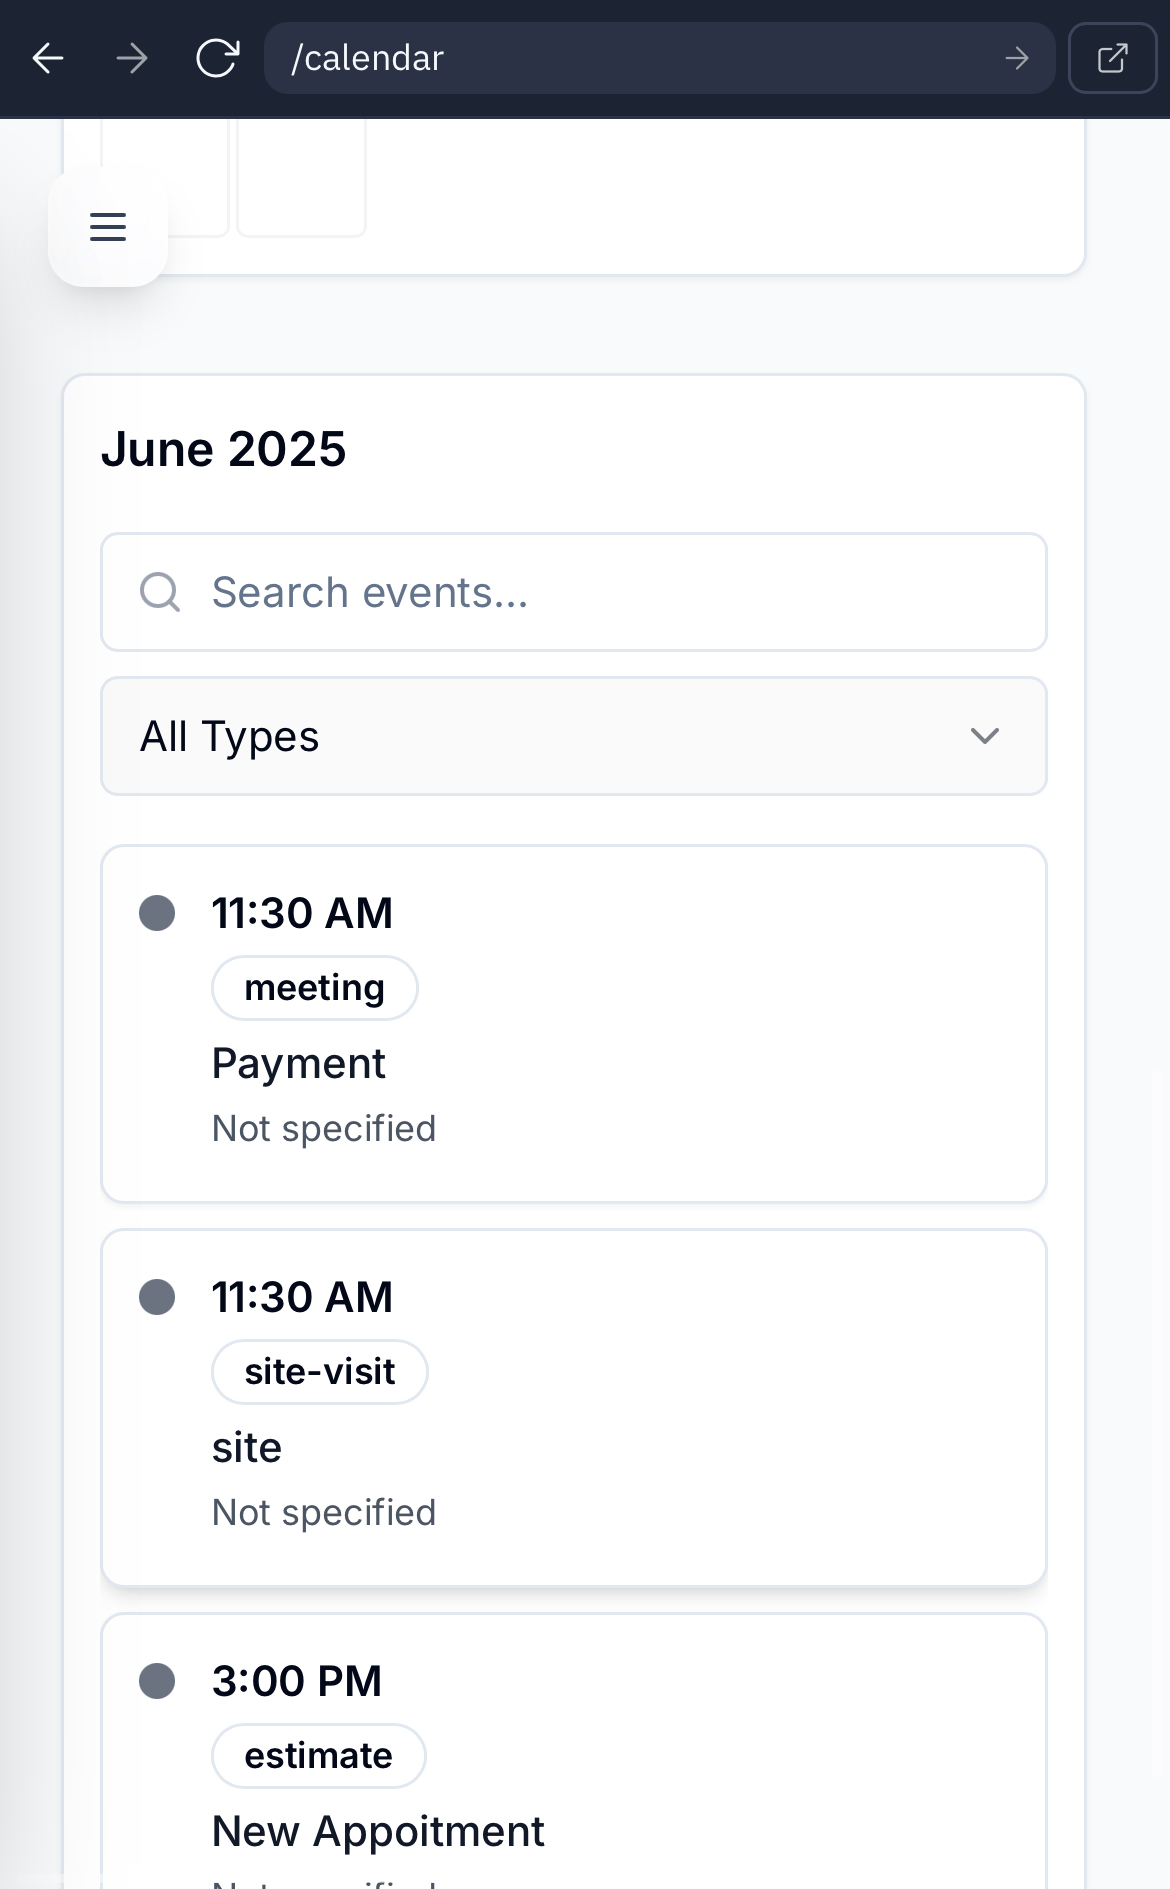 /calendar
June 2025
Search events...
All Types
11:30 AM
meeting
Payment
Not specified
11:30 AM
site-visit
site
Not specified
3:00 PM
estimate
New Appoitment